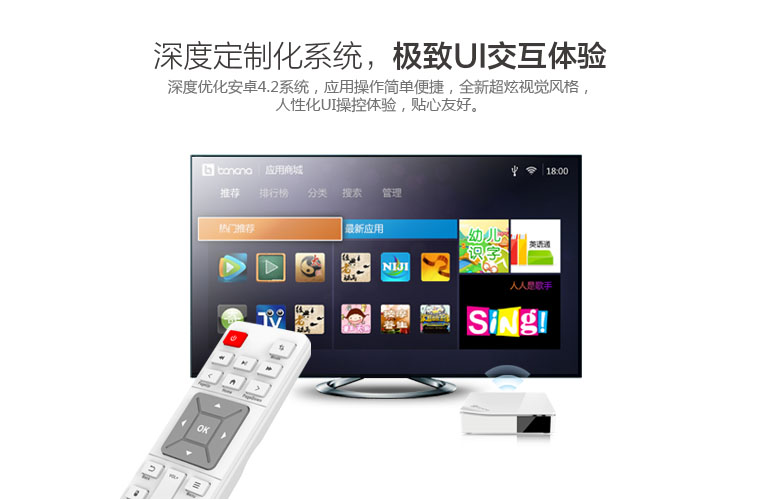 深度定制化系统，极致UI交互体验
深度优化安卓4.2系统，应用操作简单便捷，全新超炫视觉风格，
人性化UI操控体验，贴心友好。
banana 应用商城 18:00
推荐 排行榜 分类 搜索 管理
热门推荐 最新应用
幼儿
识字
英语通
NIJI
人人是歌手
SiNG!
TV
OK
VOL+